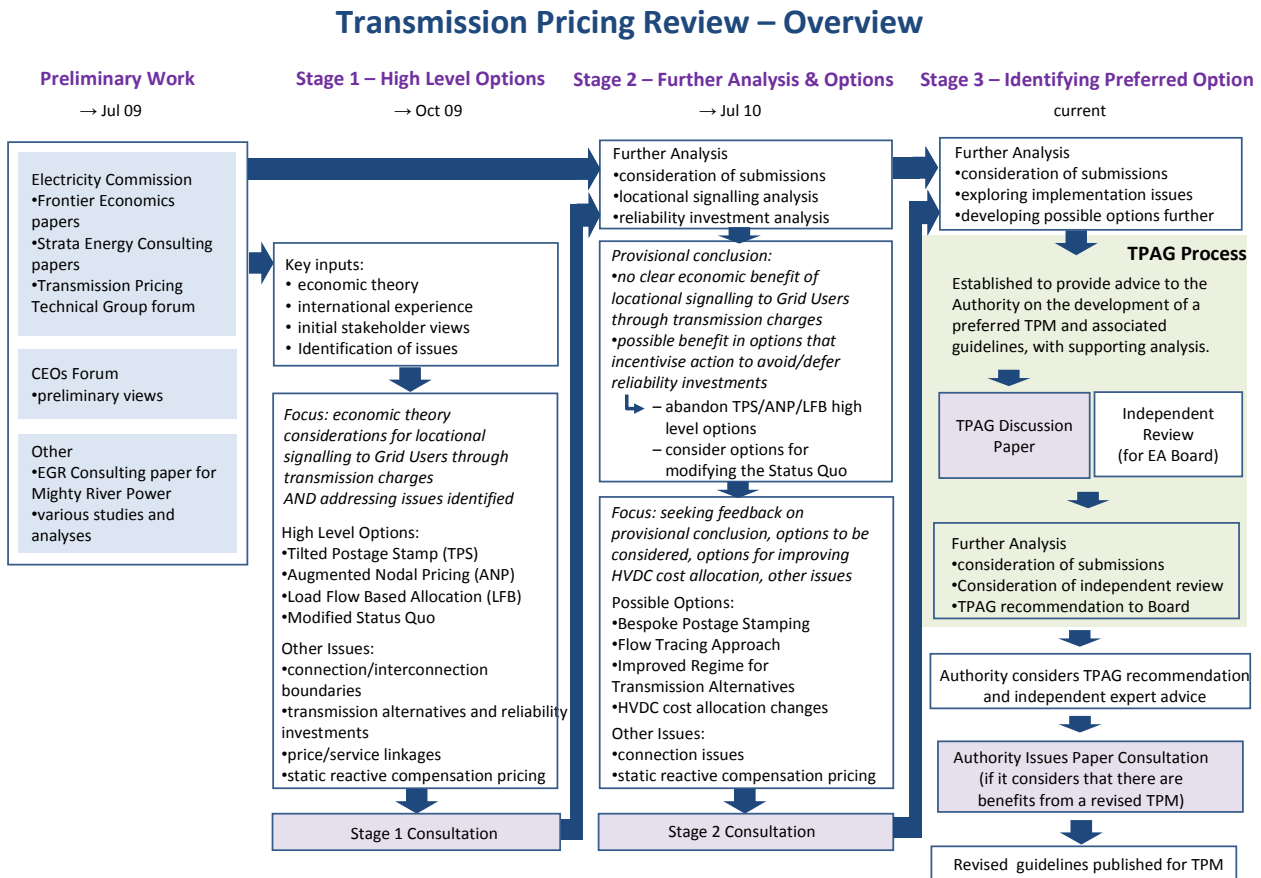 Transmission Pricing Review – Overview
Preliminary Work
→ Jul 09
Electricity Commission
•Frontier Economics
papers
•Strata Energy Consulting
papers
•Transmission Pricing
Technical Group forum
CEOs Forum
•preliminary views
Other
•EGR Consulting paper for
Mighty River Power
•various studies and
analyses
Stage 1 – High Level Options
→ Oct 09
Key inputs:
• economic theory
• international experience
• initial stakeholder views
• Identification of issues
Focus: economic theory
considerations for locational
signalling to Grid Users through
transmission charges
AND addressing issues identified
High Level Options:
•Tilted Postage Stamp (TPS)
•Augmented Nodal Pricing (ANP)
•Load Flow Based Allocation (LFB)
•Modified Status Quo
Other Issues:
•connection/interconnection
boundaries
•transmission alternatives and reliability
investments
•price/service linkages
•static reactive compensation pricing
Stage 1 Consultation
Stage 2 – Further Analysis & Options
→ Jul 10
Further Analysis
•consideration of submissions
•locational signalling analysis
•reliability investment analysis
Provisional conclusion:
•no clear economic benefit of
locational signalling to Grid Users
through transmission charges
•possible benefit in options that
incentivise action to avoid/defer
reliability investments
– abandon TPS/ANP/LFB high
level options
– consider options for
modifying the Status Quo
Focus: seeking feedback on
provisional conclusion, options to be
considered, options for improving
HVDC cost allocation, other issues
Possible Options:
•Bespoke Postage Stamping
•Flow Tracing Approach
•Improved Regime for
Transmission Alternatives
•HVDC cost allocation changes
Other Issues:
•connection issues
•static reactive compensation pricing
Stage 2 Consultation
Stage 3 – Identifying Preferred Option
current
Further Analysis
•consideration of submissions
•exploring implementation issues
•developing possible options further
TPAG Process
Established to provide advice to the
Authority on the development of a
preferred TPM and associated
guidelines, with supporting analysis.
TPAG Discussion
Paper
Independent
Review
(for EA Board)
Further Analysis
•consideration of submissions
•Consideration of independent review
•TPAG recommendation to Board
Authority considers TPAG recommendation
and independent expert advice
Authority Issues Paper Consultation
(if it considers that there are
benefits from a revised TPM)
Revised guidelines published for TPM